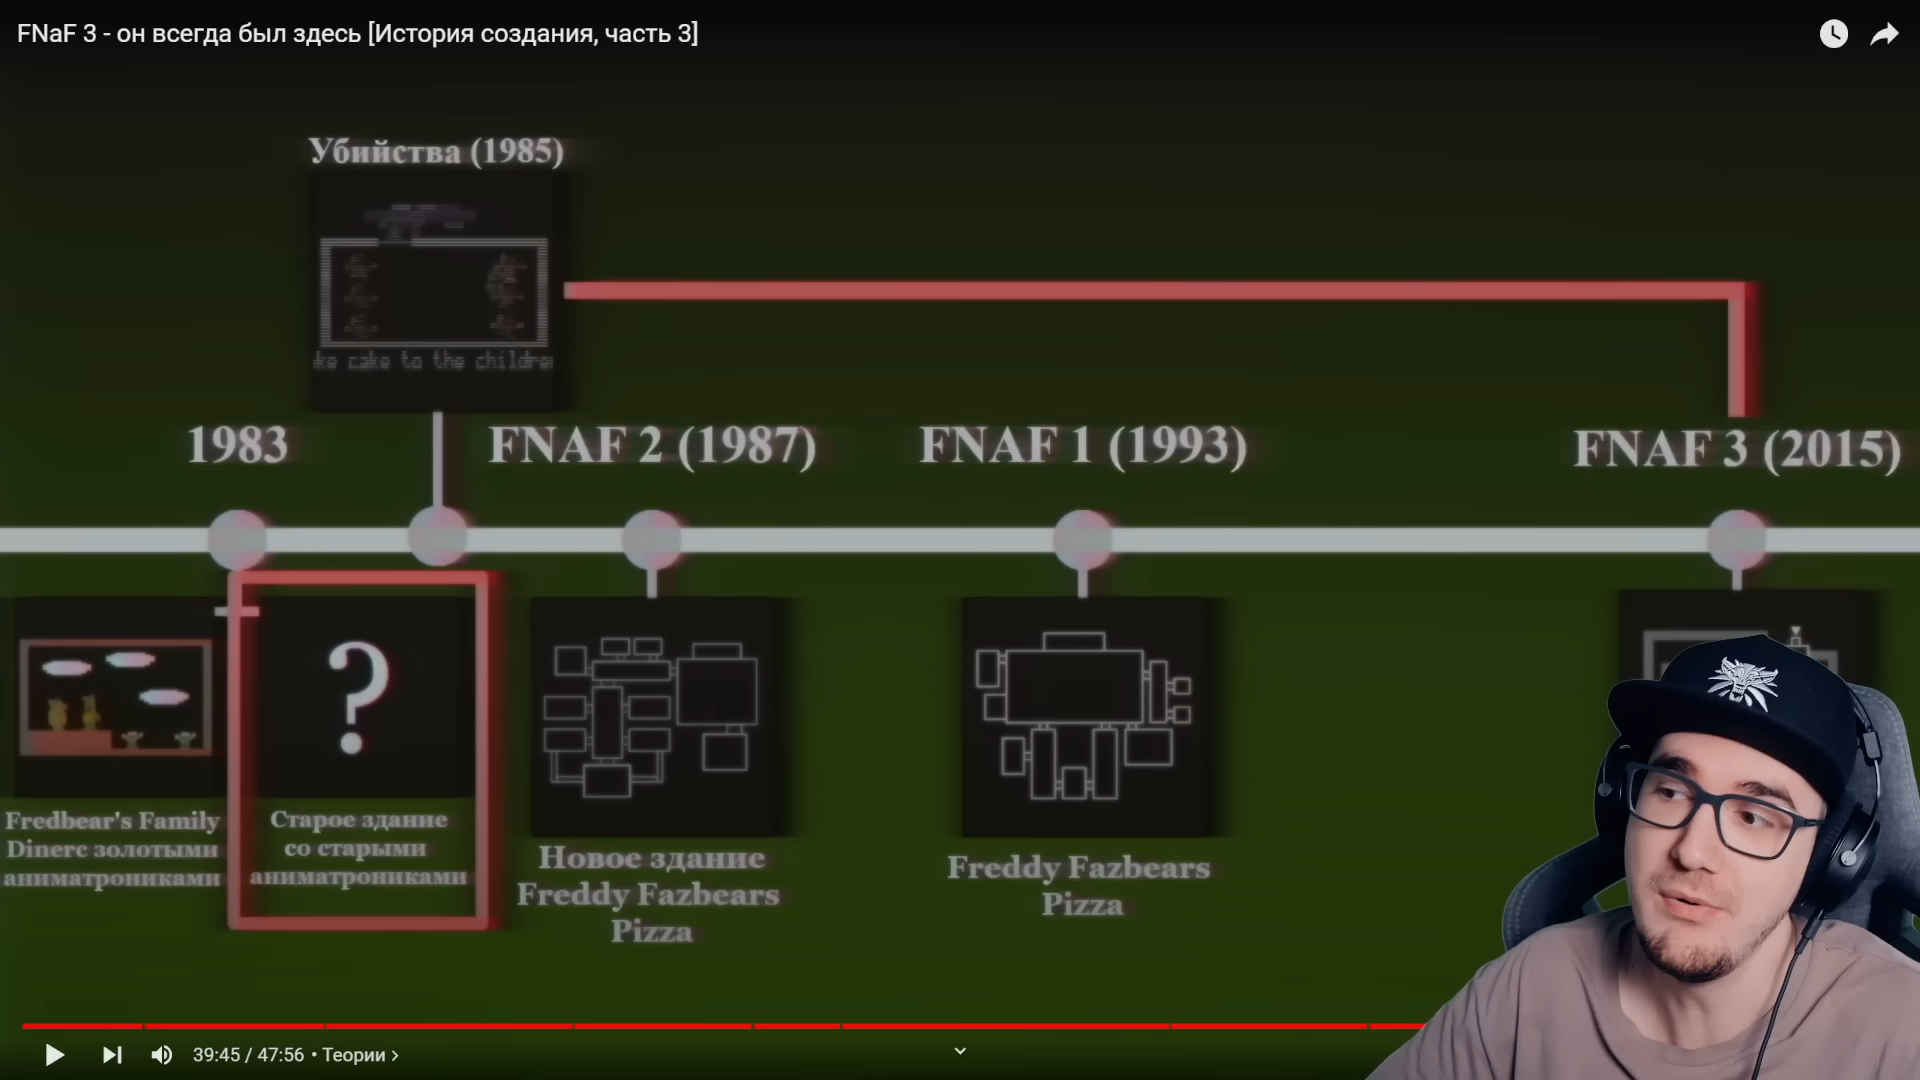 FNaF 3 - он всегда был здесь [История создания, часть 3]
Убийства (1985)
ke cake to the childre
1983
FNAF 2 (1987)
FNAF 1 (1993)
FNAF 3 (2015)
?
Fredbear's Family
Dinerс золотыми
аниматрониками
Старое здание
со старыми
аниматрониками
Новое здание
Freddy Fazbears
Pizza
Freddy Fazbears
Pizza
39:45 / 47:56 • Теории